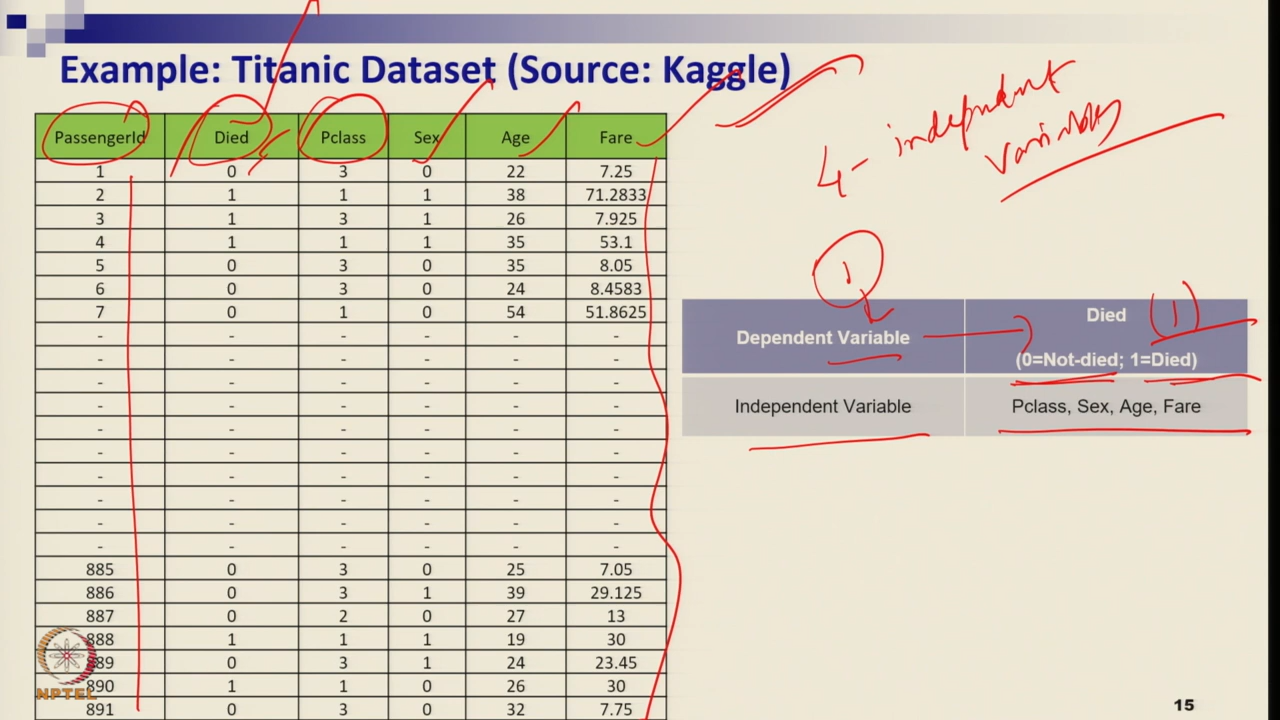 Example: Titanic Dataset (Source: Kaggle)
PassengerId Died Pclass Sex Age Fare
1 0 3 0 22 7.25
2 1 1 1 38 71.2833
3 1 3 1 26 7.925
4 1 1 1 35 53.1
5 0 3 0 35 8.05
6 0 3 0 24 8.4583
7 0 1 0 54 51.8625
- - - - - -
- - - - - -
- - - - - -
- - - - - -
- - - - - -
- - - - - -
- - - - - -
- - - - - -
- - - - - -
- - - - - -
885 0 3 0 25 7.05
886 0 3 1 39 29.125
887 0 2 0 27 13
888 1 1 1 19 30
889 0 3 1 24 23.45
890 1 1 0 26 30
891 0 3 0 32 7.75
NPTEL
4- independent
variables
1
Dependent Variable
Died (1)
(0=Not-died; 1=Died)
Independent Variable
Pclass, Sex, Age, Fare
15